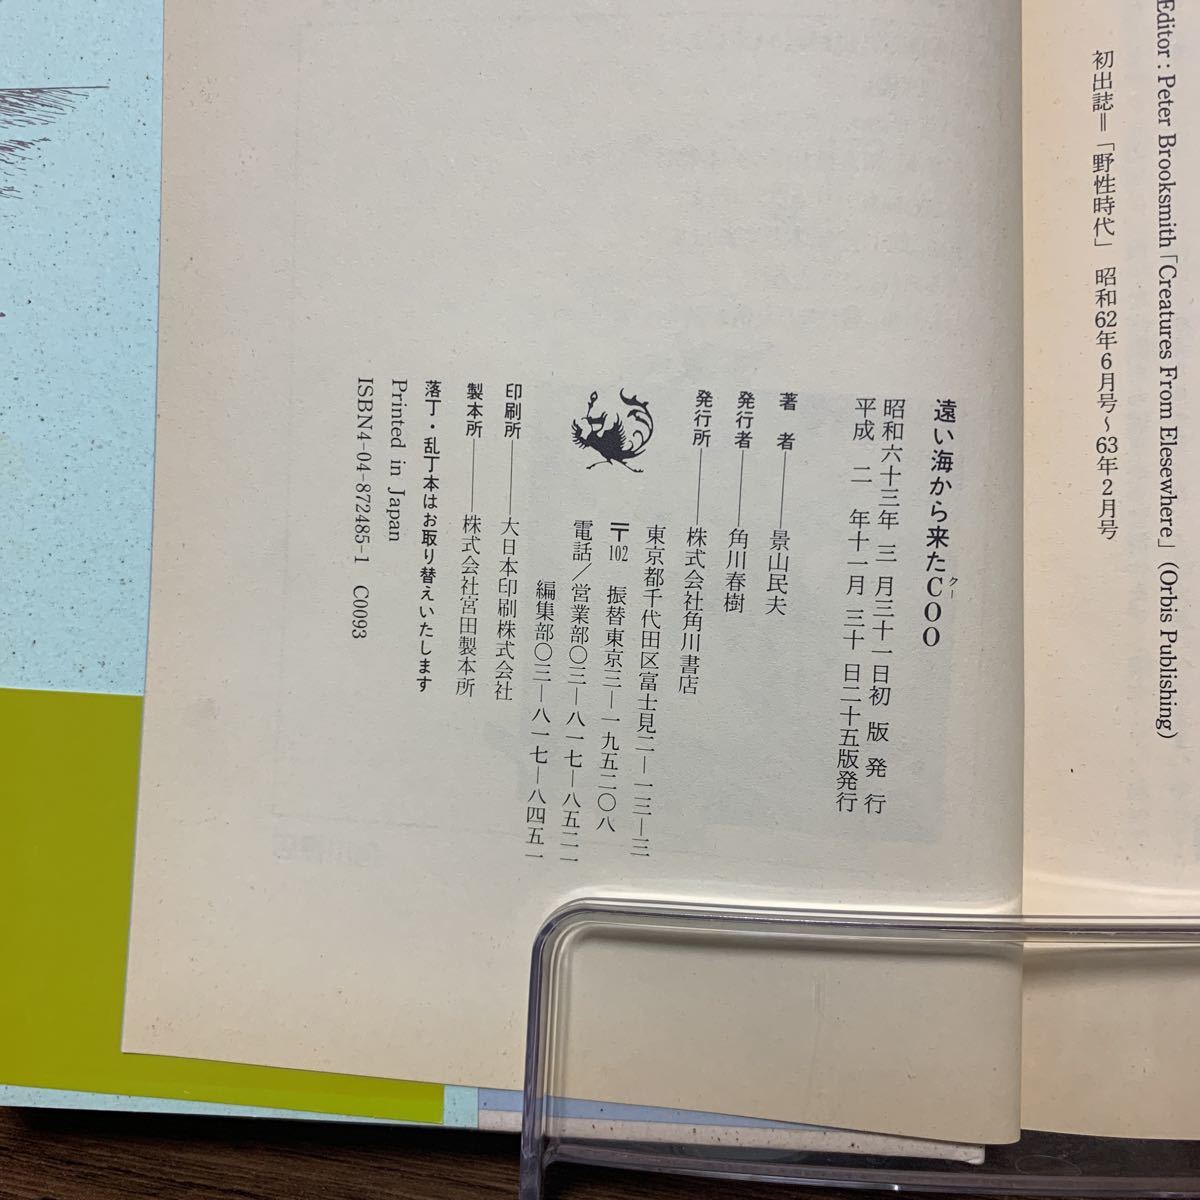 Editor : Peter Brooksmith「Creatures From Elesewhere」(Orbis Publishing)
初出誌＝「野性時代」 昭和62年6月号〜63年2月号
遠い海から来たCOO
クー
昭和六十三年 三 月三十一日初 版 発 行
平成 二 年十一月 三十 日二十五版発行
著 者――景山民夫
発行者――角川春樹
発行所――株式会社角川書店
東京都千代田区富士見二―一三―三
〒102 振替東京三―一九五二〇八
電話／営業部〇三―八一七―八五二一
編集部〇三―八一七―八四五一
印刷所――大日本印刷株式会社
製本所――株式会社宮田製本所
落丁・乱丁本はお取り替えいたします
Printed in Japan
ISBN4-04-872485-1 C0093